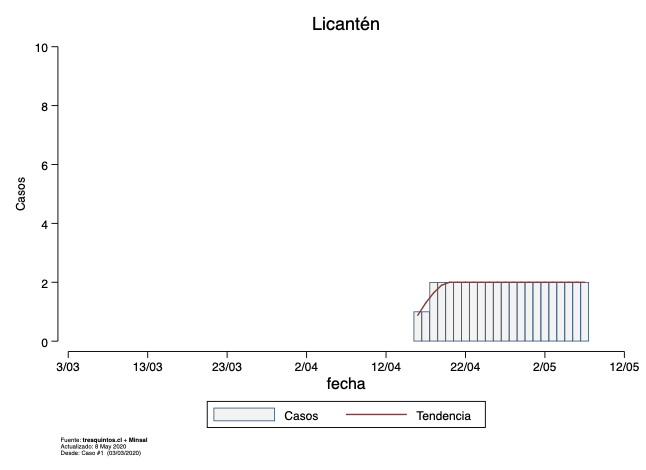 Licantén
10
8
6
4
2
0
Casos
3/03 13/03 23/03 2/04 12/04 22/04 2/05 12/05
fecha
Casos Tendencia
Fuente: tresquintos.cl + Minsal
Actualizado: 8 May 2020
Desde: Caso #1 (03/03/2020)